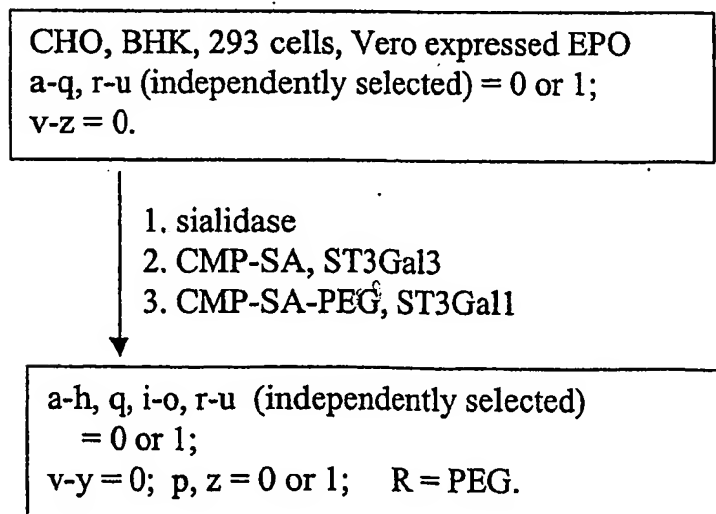 CHO, BHK, 293 cells, Vero expressed EPO
a-q, r-u (independently selected) = 0 or 1;
v-z = 0.
1. sialidase
2. CMP-SA, ST3Gal3
3. CMP-SA-PEG, ST3Gal1
a-h, q, i-o, r-u (independently selected)
= 0 or 1;
v-y = 0; p, z = 0 or 1; R = PEG.